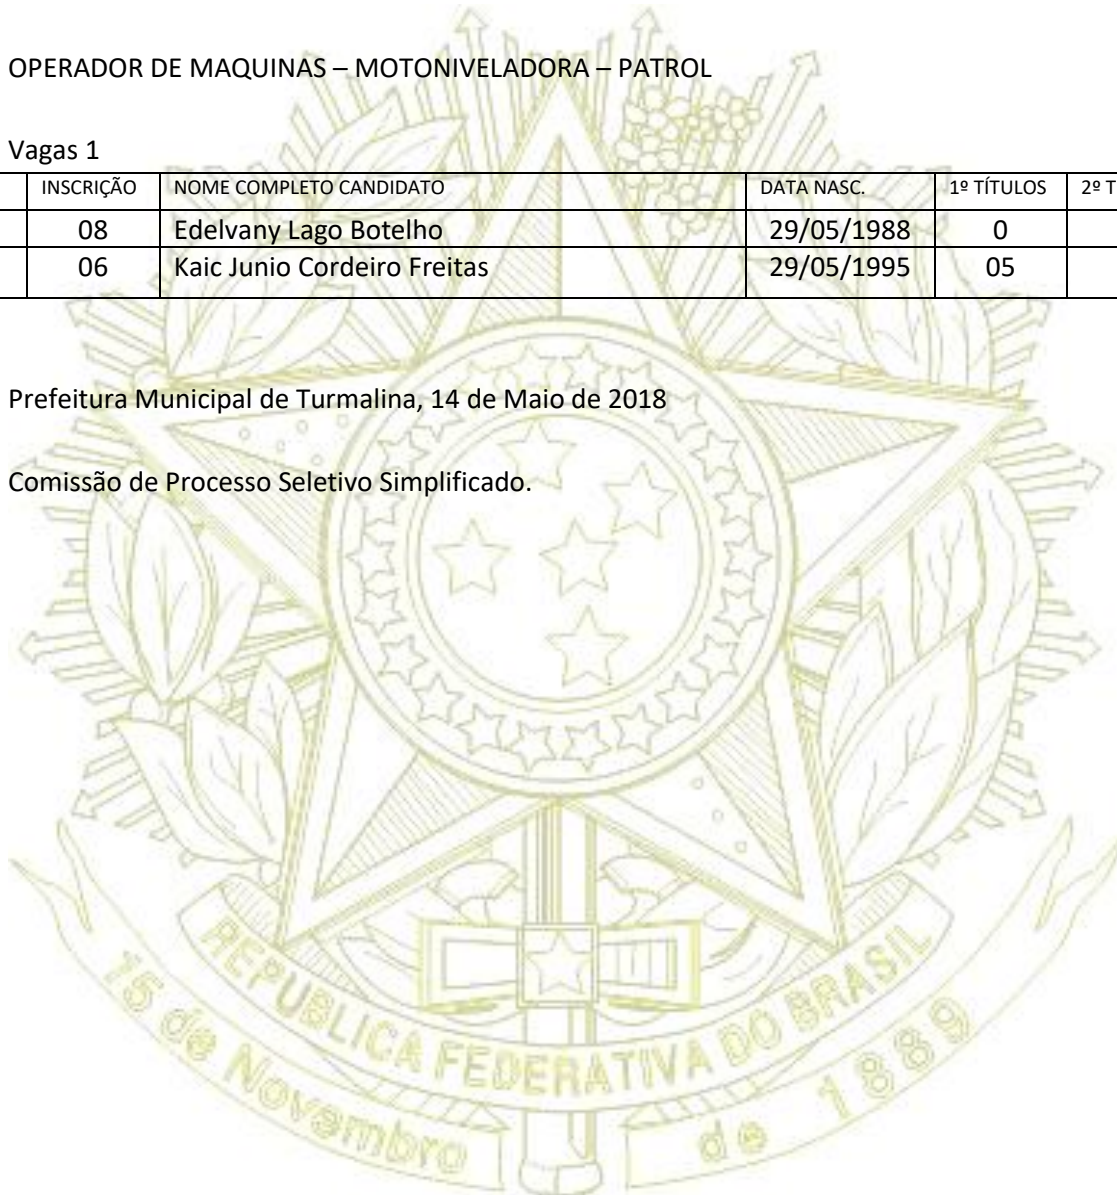 OPERADOR DE MAQUINAS – MOTONIVELADORA – PATROL
Vagas 1
INSCRIÇÃO NOME COMPLETO CANDIDATO DATA NASC. 1º TÍTULOS 2º T
08 Edelvany Lago Botelho 29/05/1988 0
06 Kaic Junio Cordeiro Freitas 29/05/1995 05
Prefeitura Municipal de Turmalina, 14 de Maio de 2018
Comissão de Processo Seletivo Simplificado.
REPUBLICA FEDERATIVA DO BRASIL
15 de Novembro de 1889